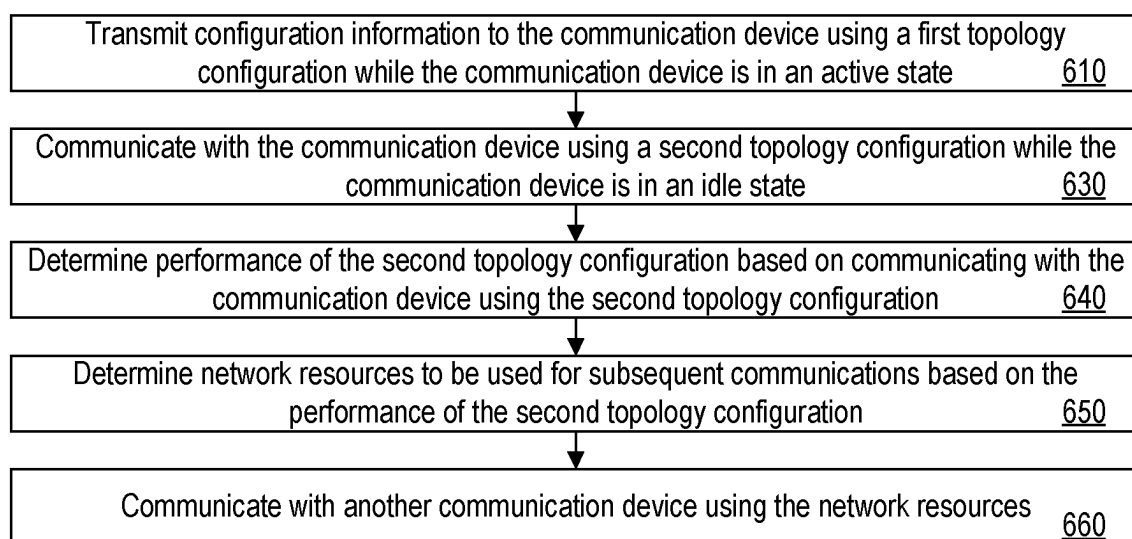 Transmit configuration information to the communication device using a first topology
configuration while the communication device is in an active state 610
Communicate with the communication device using a second topology configuration while the
communication device is in an idle state 630
Determine performance of the second topology configuration based on communicating with the
communication device using the second topology configuration 640
Determine network resources to be used for subsequent communications based on the
performance of the second topology configuration 650
Communicate with another communication device using the network resources 660